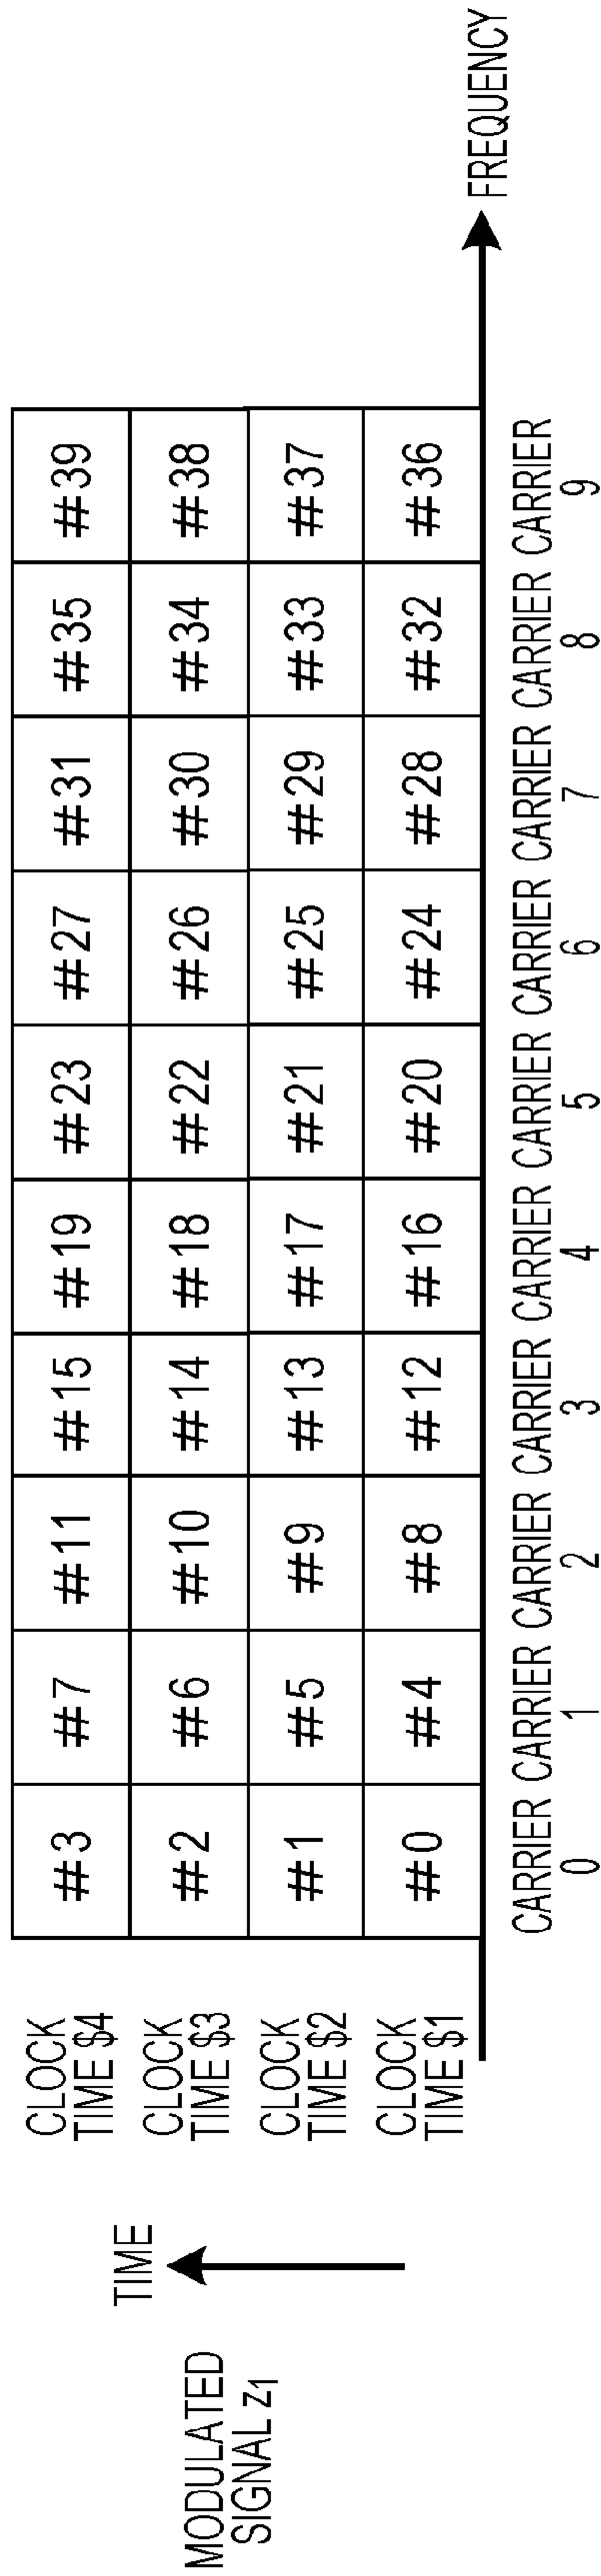 MODULATED
SIGNAL z1
TIME
CLOCK
TIME $4
#3 #7 #11 #15 #19 #23 #27 #31 #35 #39
CLOCK
TIME $3
#2 #6 #10 #14 #18 #22 #26 #30 #34 #38
CLOCK
TIME $2
#1 #5 #9 #13 #17 #21 #25 #29 #33 #37
CLOCK
TIME $1
#0 #4 #8 #12 #16 #20 #24 #28 #32 #36
FREQUENCY
CARRIER CARRIER CARRIER CARRIER CARRIER CARRIER CARRIER CARRIER CARRIER CARRIER
0 1 2 3 4 5 6 7 8 9